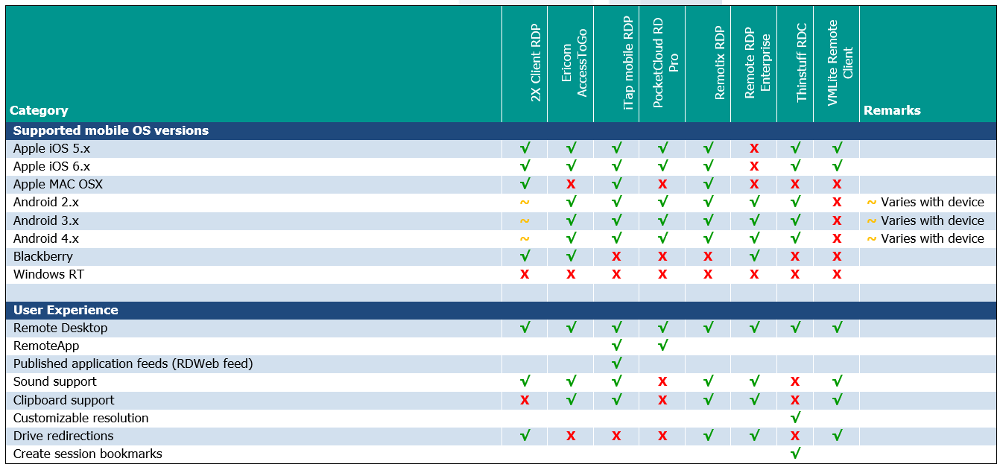 Category 2X Client RDP Ericom AccessToGo iTap mobile RDP PocketCloud RD Pro Remotix RDP Remote RDP Enterprise Thinstuff RDC VMLite Remote Client Remarks
Supported mobile OS versions
Apple iOS 5.x √ √ √ √ √ X √ √
Apple iOS 6.x √ √ √ √ √ X √ √
Apple MAC OSX √ X √ X √ X X X
Android 2.x ~ √ √ √ √ √ √ X ~ Varies with device
Android 3.x ~ √ √ √ √ √ √ X ~ Varies with device
Android 4.x ~ √ √ √ √ √ √ X ~ Varies with device
Blackberry √ √ X X X √ X X
Windows RT X X X X X X X X
User Experience
Remote Desktop √ √ √ √ √ √ √ √
RemoteApp √ √
Published application feeds (RDWeb feed) √
Sound support √ √ √ X √ √ X √
Clipboard support X √ √ X √ √ X √
Customizable resolution √
Drive redirections √ X X X √ √ X √
Create session bookmarks √